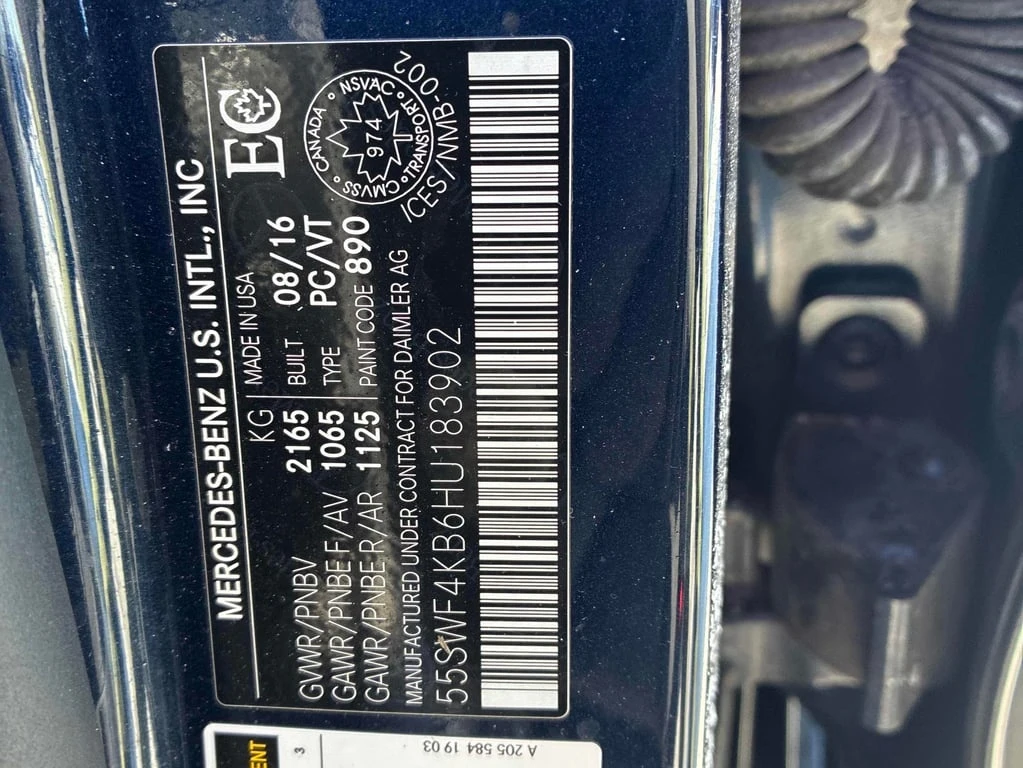 MERCEDES-BENZ U.S. INTL., INC
EC
KG MADE IN USA
GVWR/PNBV 2165 BUILT 08/16
GAWR/PNBE F/AV 1065 TYPE PC/VT
GAWR/PNBE R/AR 1125 PAINT CODE 890
MANUFACTURED UNDER CONTRACT FOR DAIMLER AG
55SWF4KB6HU183902
CANADA NSVAC
974
CMVSS TRANSPORT
ICES/NMB-002
ENT
3
A 205 584 19 03